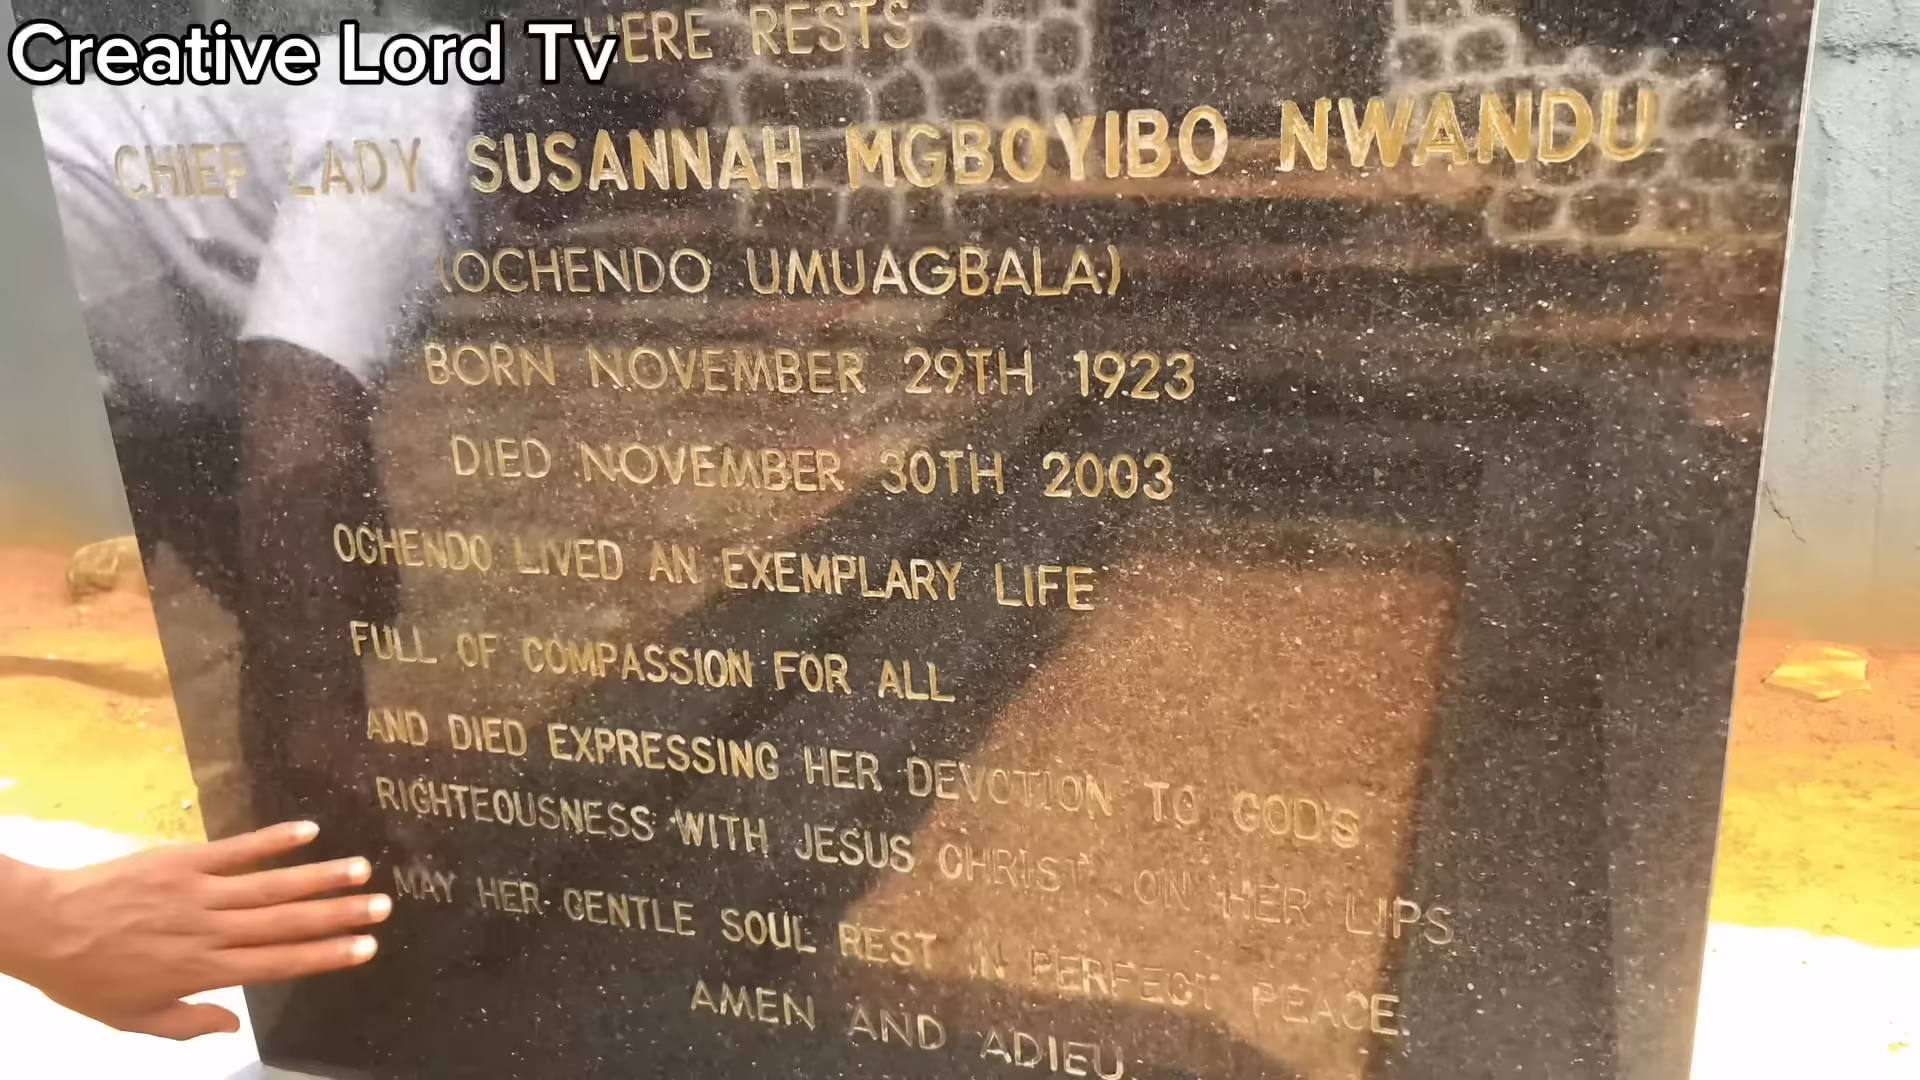 Creative Lord Tv
HERE RESTS
CHIEF LADY SUSANNAH MGBOYIBO NWANDU
(OCHENDO UMUAGBALA)
BORN NOVEMBER 29TH 1923
DIED NOVEMBER 30TH 2003
OCHENDO LIVED AN EXEMPLARY LIFE
FULL OF COMPASSION FOR ALL
AND DIED EXPRESSING HER DEVOTION TO GOD'S
RIGHTEOUSNESS WITH JESUS CHRIST ON HER LIPS
MAY HER GENTLE SOUL REST IN PERFECT PEACE.
AMEN AND ADIEU.